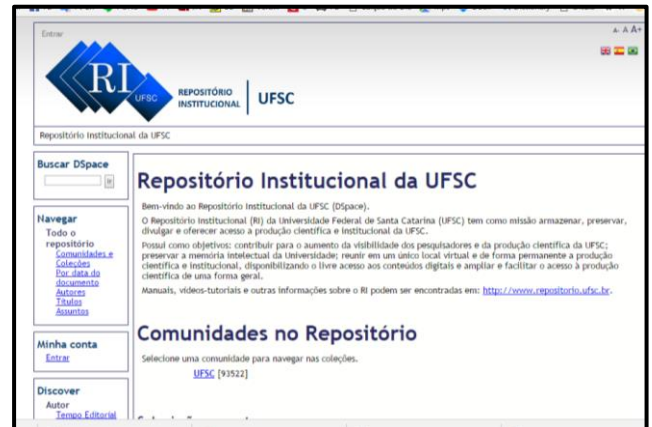 Entrar
A- A A+
RI
UFSC
REPOSITÓRIO
INSTITUCIONAL
UFSC
Repositório Institucional da UFSC
Buscar DSpace
Navegar
Todo o
repositório
Comunidades e
Coleções
Por data do
documento
Autores
Títulos
Assuntos
Minha conta
Entrar
Discover
Autor
Tempo Editorial
Repositório Institucional da UFSC
Bem-vindo ao Repositório Institucional da UFSC (DSpace).
O Repositório Institucional (RI) da Universidade Federal de Santa Catarina (UFSC) tem como missão armazenar, preservar,
divulgar e oferecer acesso a produção científica e institucional da UFSC.
Possui como objetivos: contribuir para o aumento da visibilidade dos pesquisadores e da produção científica da UFSC;
preservar a memória intelectual da Universidade; reunir em um único local virtual e de forma permanente a produção
científica e institucional, disponibilizando o livre acesso aos conteúdos digitais e ampliar e facilitar o acesso à produção
científica de uma forma geral.
Manuais, vídeos-tutoriais e outras informações sobre o RI podem ser encontradas em: http://www.repositorio.ufsc.br.
Comunidades no Repositório
Selecione uma comunidade para navegar nas coleções.
UFSC [93522]